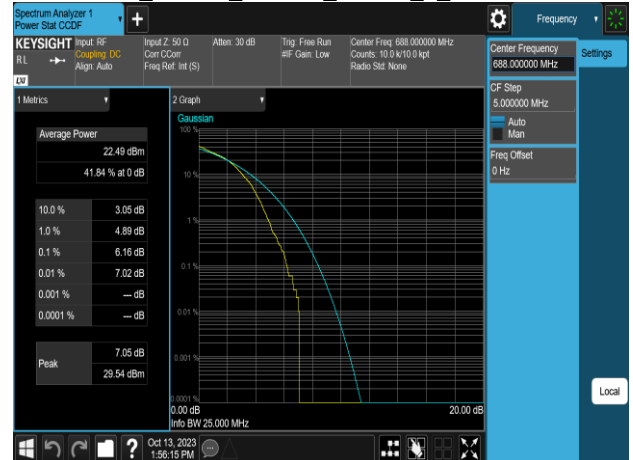 Spectrum Analyzer 1
Power Stat CCDF
+
Frequency
KEYSIGHT
RL
LXI
Input: RF
Coupling: DC
Align: Auto
Input Z: 50 Ω
Corr CCorr
Freq Ref: Int (S)
Atten: 30 dB
Trig: Free Run
#IF Gain: Low
Center Freq: 688.000000 MHz
Counts: 10.0 k/10.0 kpt
Radio Std: None
Center Frequency
688.000000 MHz
Settings
CF Step
5.000000 MHz
Auto
Man
Freq Offset
0 Hz
1 Metrics
Average Power
22.49 dBm
41.84 % at 0 dB
10.0 % 3.05 dB
1.0 % 4.89 dB
0.1 % 6.16 dB
0.01 % 7.02 dB
0.001 % --- dB
0.0001 % --- dB
Peak
7.05 dB
29.54 dBm
2 Graph
Gaussian
100 %
10 %
1 %
0.1 %
0.01 %
0.001 %
0.0001 %
0.00 dB 20.00 dB
Info BW 25.000 MHz
Local
?
Oct 13, 2023
1:56:15 PM